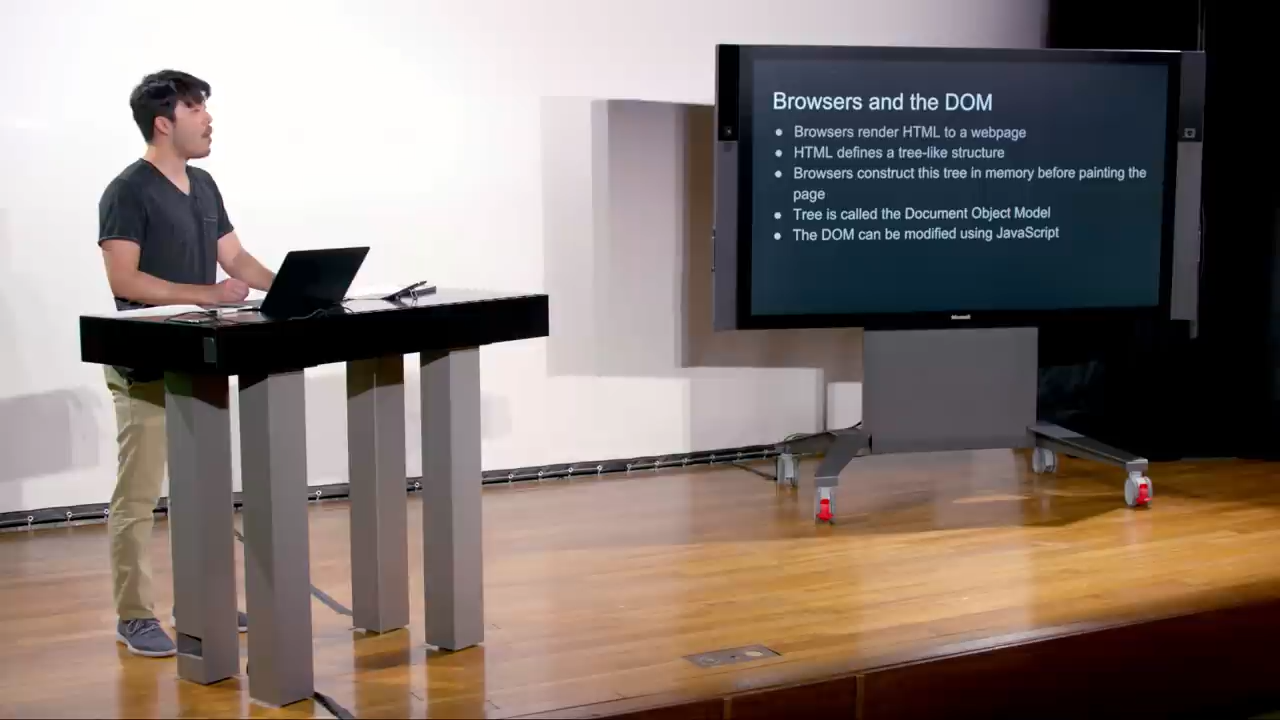 Browsers and the DOM
● Browsers render HTML to a webpage
● HTML defines a tree-like structure
● Browsers construct this tree in memory before painting the
page
● Tree is called the Document Object Model
● The DOM can be modified using JavaScript
Microsoft